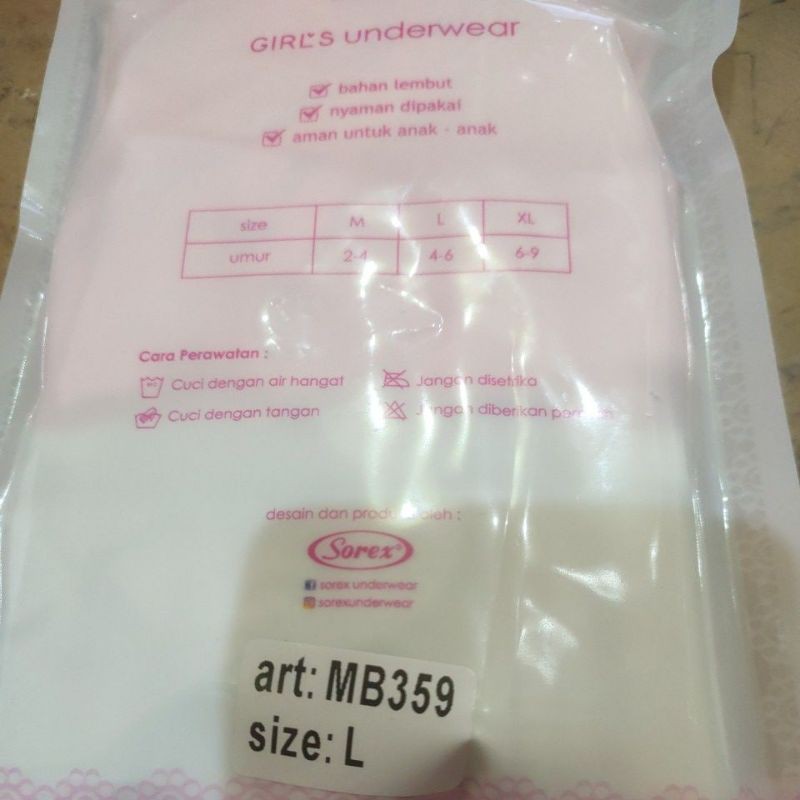 GIRL'S underwear
bahan lembut
nyaman dipakai
aman untuk anak - anak
size M L XL
umur 2-4 4-6 6-9
Cara Perawatan :
Cuci dengan air hangat Jangan disetrika
Cuci dengan tangan Jangan diberikan
desain dan oleh :
Sorex®
sorex underwear
sorexunderwear
art: MB359
size: L